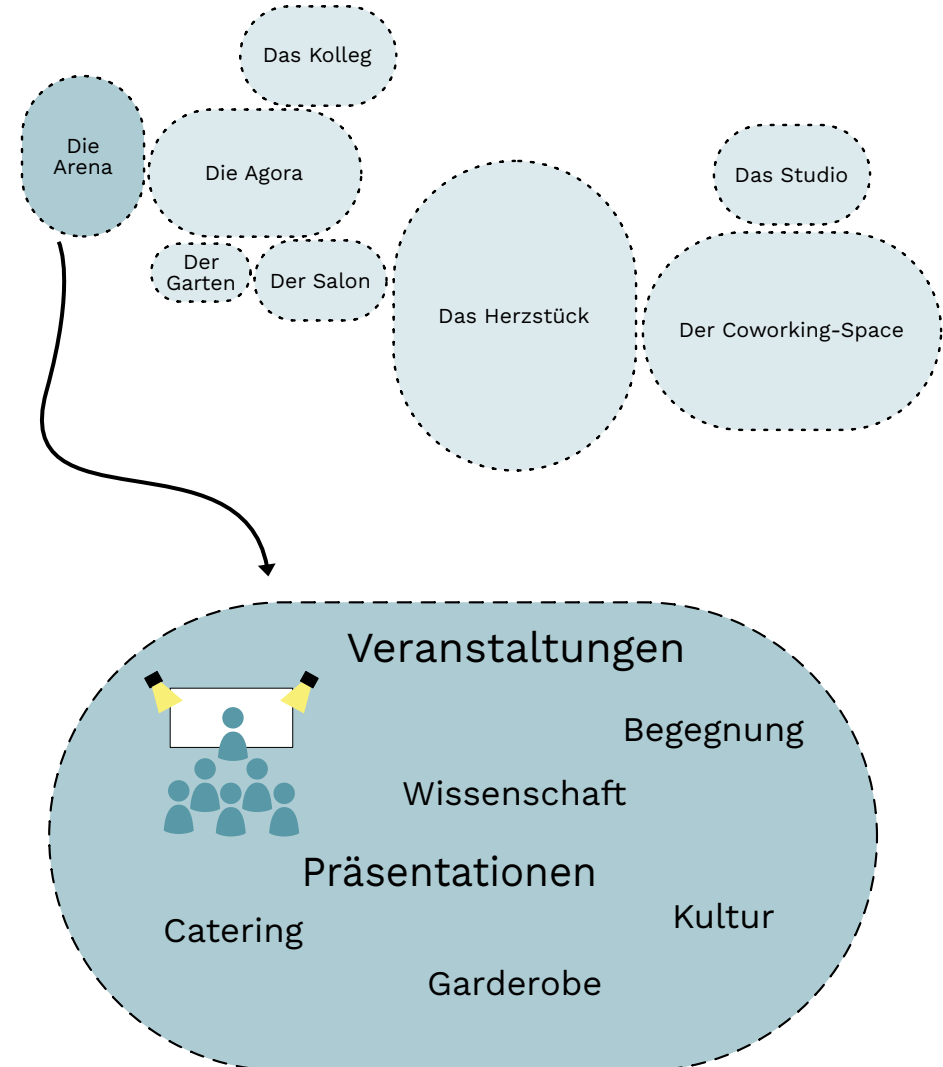 Das Kolleg
Die
Arena
Die Agora
Das Studio
Der
Garten
Der Salon
Das Herzstück
Der Coworking-Space
Veranstaltungen
Begegnung
Wissenschaft
Präsentationen
Kultur
Catering
Garderobe